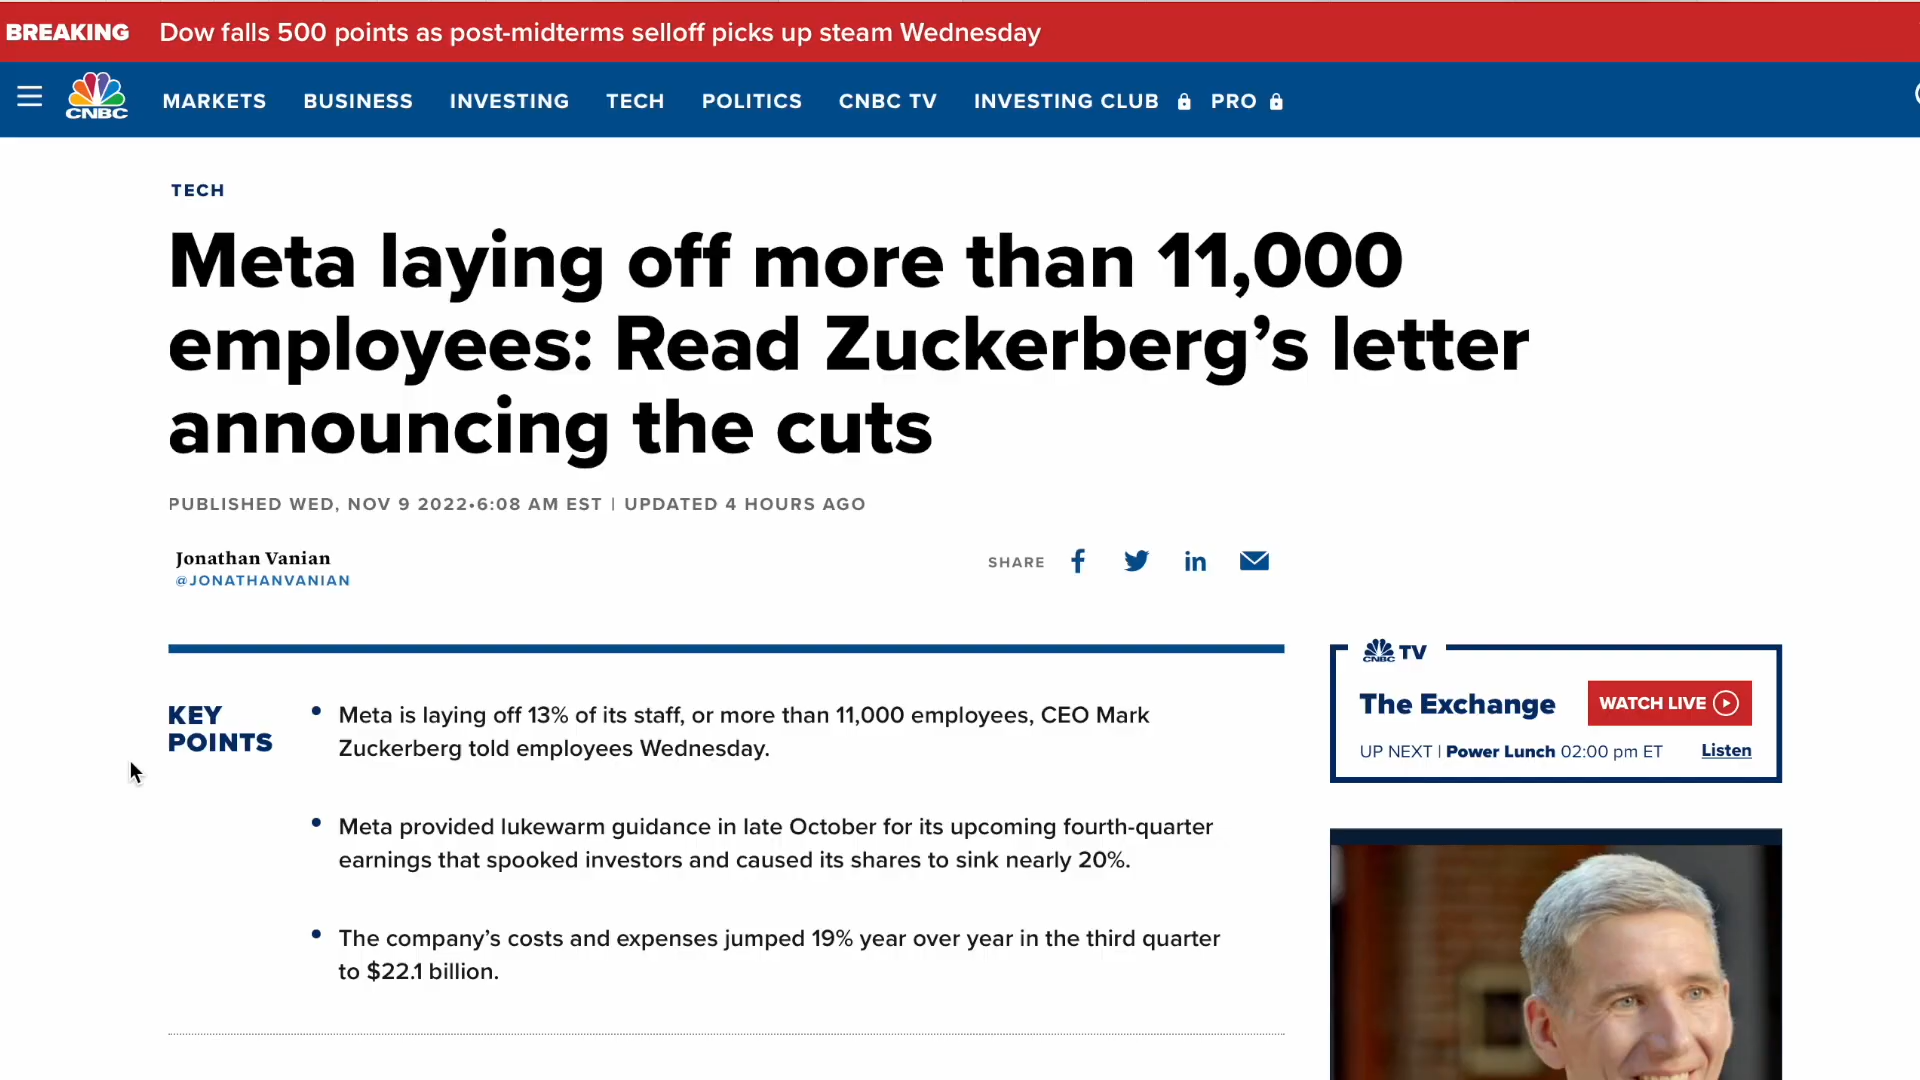 BREAKING Dow falls 500 points as post-midterms selloff picks up steam Wednesday
CNBC MARKETS BUSINESS INVESTING TECH POLITICS CNBC TV INVESTING CLUB PRO
TECH
Meta laying off more than 11,000
employees: Read Zuckerberg’s letter
announcing the cuts
PUBLISHED WED, NOV 9 2022•6:08 AM EST | UPDATED 4 HOURS AGO
Jonathan Vanian
@JONATHANVANIAN
SHARE f in
KEY
POINTS
• Meta is laying off 13% of its staff, or more than 11,000 employees, CEO Mark
Zuckerberg told employees Wednesday.
• Meta provided lukewarm guidance in late October for its upcoming fourth-quarter
earnings that spooked investors and caused its shares to sink nearly 20%.
• The company’s costs and expenses jumped 19% year over year in the third quarter
to $22.1 billion.
CNBC TV
The Exchange WATCH LIVE
UP NEXT | Power Lunch 02:00 pm ET Listen